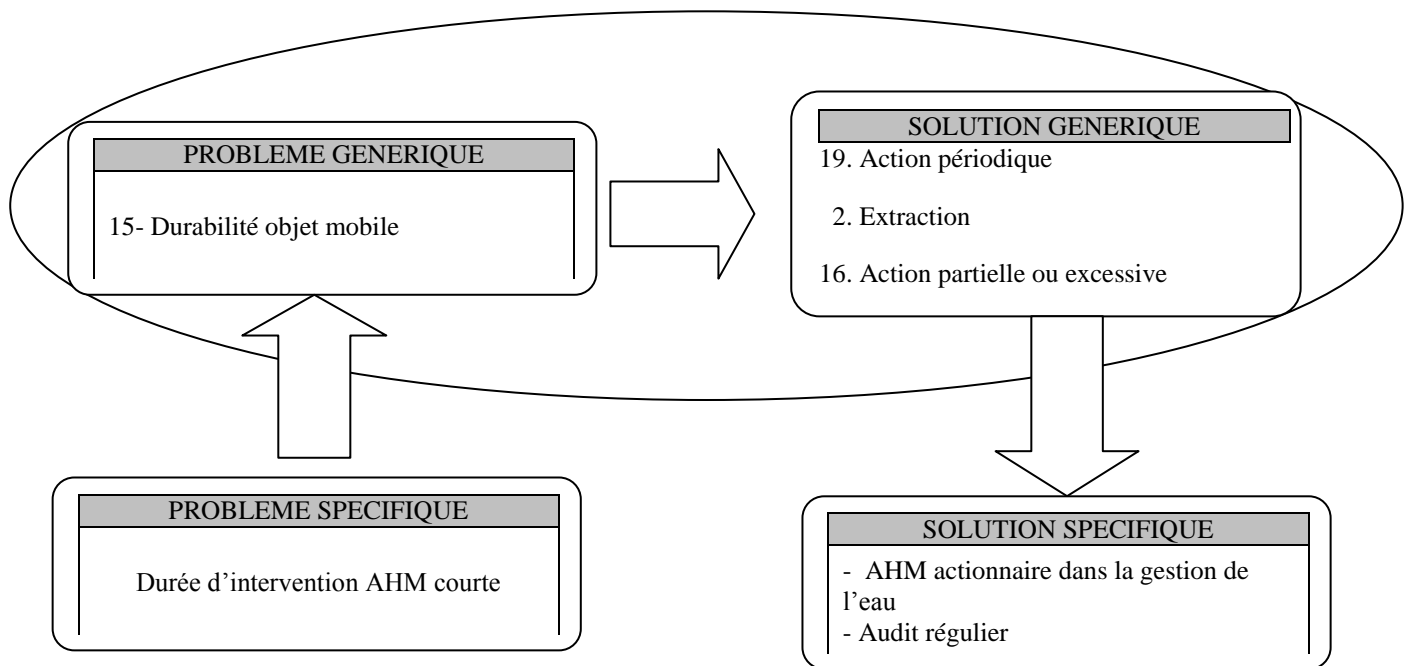 PROBLEME GENERIQUE
15- Durabilité objet mobile
SOLUTION GENERIQUE
19. Action périodique
2. Extraction
16. Action partielle ou excessive
PROBLEME SPECIFIQUE
Durée d’intervention AHM courte
SOLUTION SPECIFIQUE
- AHM actionnaire dans la gestion de
l’eau
- Audit régulier